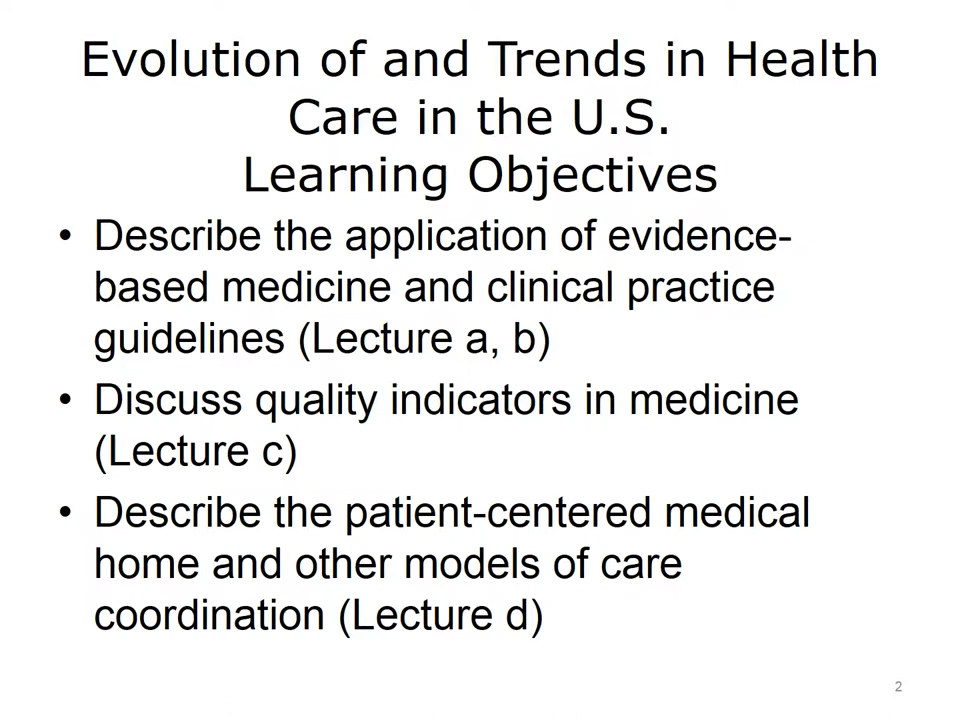 Evolution of and Trends in Health
Care in the U.S.
Learning Objectives
• Describe the application of evidence-
based medicine and clinical practice
guidelines (Lecture a, b)
• Discuss quality indicators in medicine
(Lecture c)
• Describe the patient-centered medical
home and other models of care
coordination (Lecture d)
2